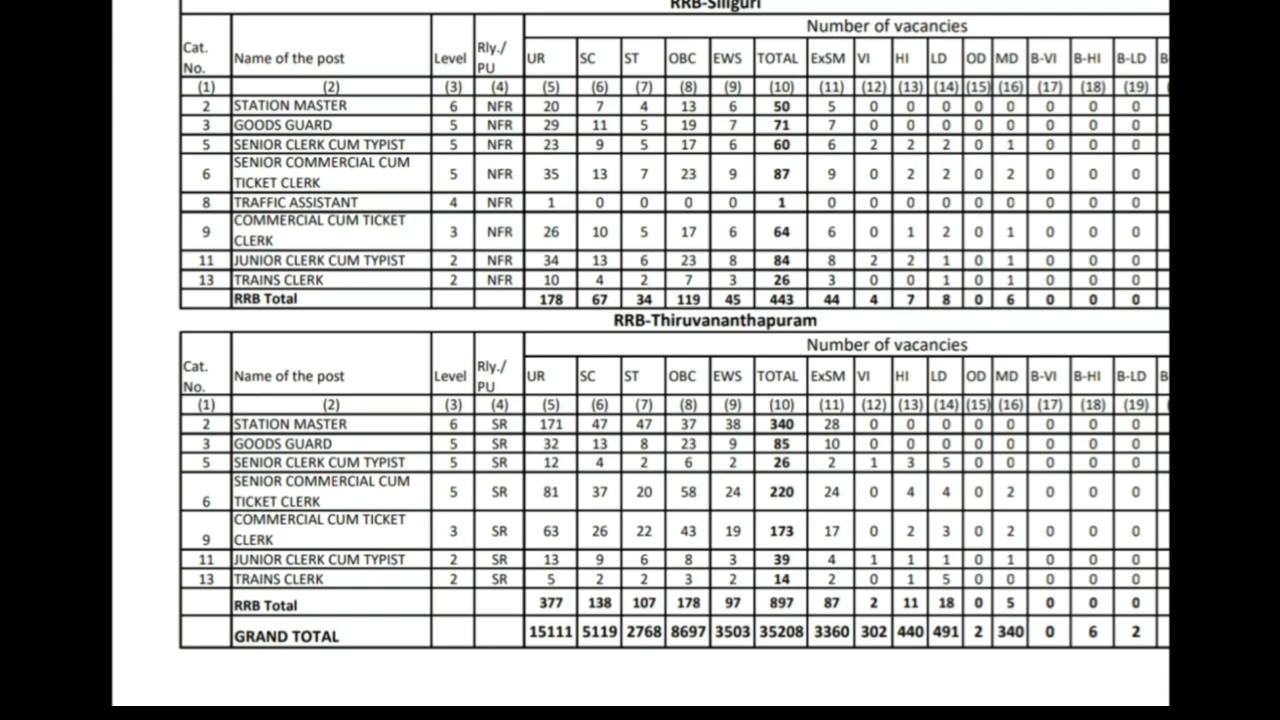 RRB-Siliguri
Number of vacancies
Cat. No. Name of the post Level Rly./ PU UR SC ST OBC EWS TOTAL ExSM VI HI LD OD MD B-VI B-HI B-LD B
(1) (2) (3) (4) (5) (6) (7) (8) (9) (10) (11) (12) (13) (14) (15) (16) (17) (18) (19) (
2 STATION MASTER 6 NFR 20 7 4 13 6 50 5 0 0 0 0 0 0 0 0
3 GOODS GUARD 5 NFR 29 11 5 19 7 71 7 0 0 0 0 0 0 0 0
5 SENIOR CLERK CUM TYPIST 5 NFR 23 9 5 17 6 60 6 2 2 2 0 1 0 0 0
6 SENIOR COMMERCIAL CUM TICKET CLERK 5 NFR 35 13 7 23 9 87 9 0 2 2 0 2 0 0 0
8 TRAFFIC ASSISTANT 4 NFR 1 0 0 0 0 1 0 0 0 0 0 0 0 0 0
9 COMMERCIAL CUM TICKET CLERK 3 NFR 26 10 5 17 6 64 6 0 1 2 0 1 0 0 0
11 JUNIOR CLERK CUM TYPIST 2 NFR 34 13 6 23 8 84 8 2 2 1 0 1 0 0 0
13 TRAINS CLERK 2 NFR 10 4 2 7 3 26 3 0 0 1 0 1 0 0 0
RRB Total 178 67 34 119 45 443 44 4 7 8 0 6 0 0 0
RRB-Thiruvananthapuram
Number of vacancies
Cat. No. Name of the post Level Rly./ PU UR SC ST OBC EWS TOTAL ExSM VI HI LD OD MD B-VI B-HI B-LD B
(1) (2) (3) (4) (5) (6) (7) (8) (9) (10) (11) (12) (13) (14) (15) (16) (17) (18) (19) (
2 STATION MASTER 6 SR 171 47 47 37 38 340 28 0 0 0 0 0 0 0 0
3 GOODS GUARD 5 SR 32 13 8 23 9 85 10 0 0 0 0 0 0 0 0
5 SENIOR CLERK CUM TYPIST 5 SR 12 4 2 6 2 26 2 1 3 5 0 0 0 0 0
6 SENIOR COMMERCIAL CUM TICKET CLERK 5 SR 81 37 20 58 24 220 24 0 4 4 0 2 0 0 0
9 COMMERCIAL CUM TICKET CLERK 3 SR 63 26 22 43 19 173 17 0 2 3 0 2 0 0 0
11 JUNIOR CLERK CUM TYPIST 2 SR 13 9 6 8 3 39 4 1 1 1 0 1 0 0 0
13 TRAINS CLERK 2 SR 5 2 2 3 2 14 2 0 1 5 0 0 0 0 0
RRB Total 377 138 107 178 97 897 87 2 11 18 0 5 0 0 0
GRAND TOTAL 15111 5119 2768 8697 3503 35208 3360 302 440 491 2 340 0 6 2